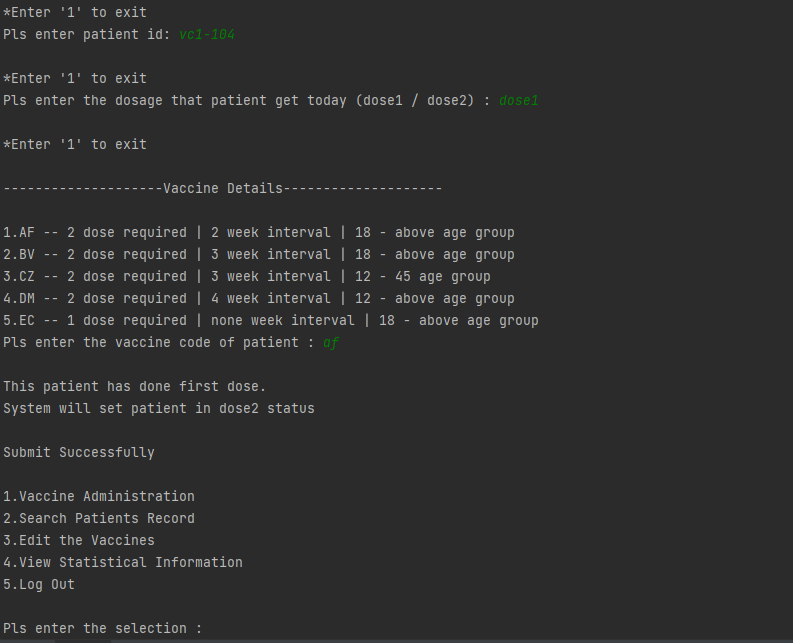 *Enter '1' to exit
Pls enter patient id: vc1-104
*Enter '1' to exit
Pls enter the dosage that patient get today (dose1 / dose2) : dose1
*Enter '1' to exit
--------------------Vaccine Details--------------------
1.AF -- 2 dose required | 2 week interval | 18 - above age group
2.BV -- 2 dose required | 3 week interval | 18 - above age group
3.CZ -- 2 dose required | 3 week interval | 12 - 45 age group
4.DM -- 2 dose required | 4 week interval | 12 - above age group
5.EC -- 1 dose required | none week interval | 18 - above age group
Pls enter the vaccine code of patient : af
This patient has done first dose.
System will set patient in dose2 status
Submit Successfully
1.Vaccine Administration
2.Search Patients Record
3.Edit the Vaccines
4.View Statistical Information
5.Log Out
Pls enter the selection :